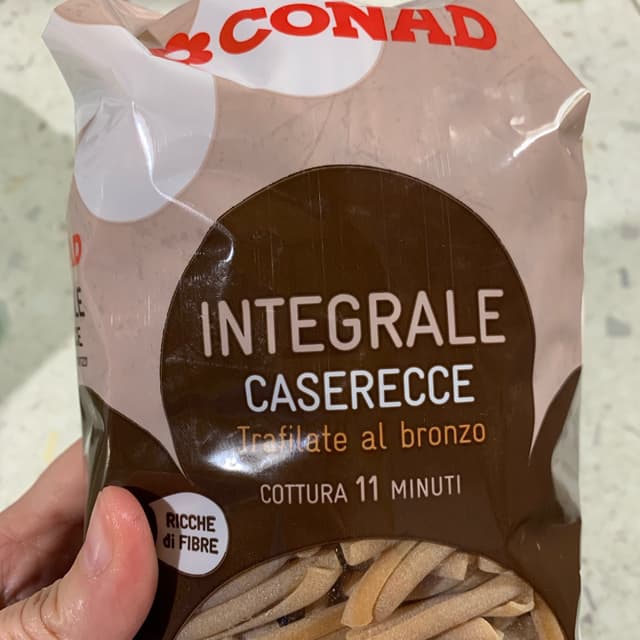 CONAD
INTEGRALE
CASERECCE
Trafilate al bronzo
COTTURA 11 MINUTI
RICCHE
di FIBRE